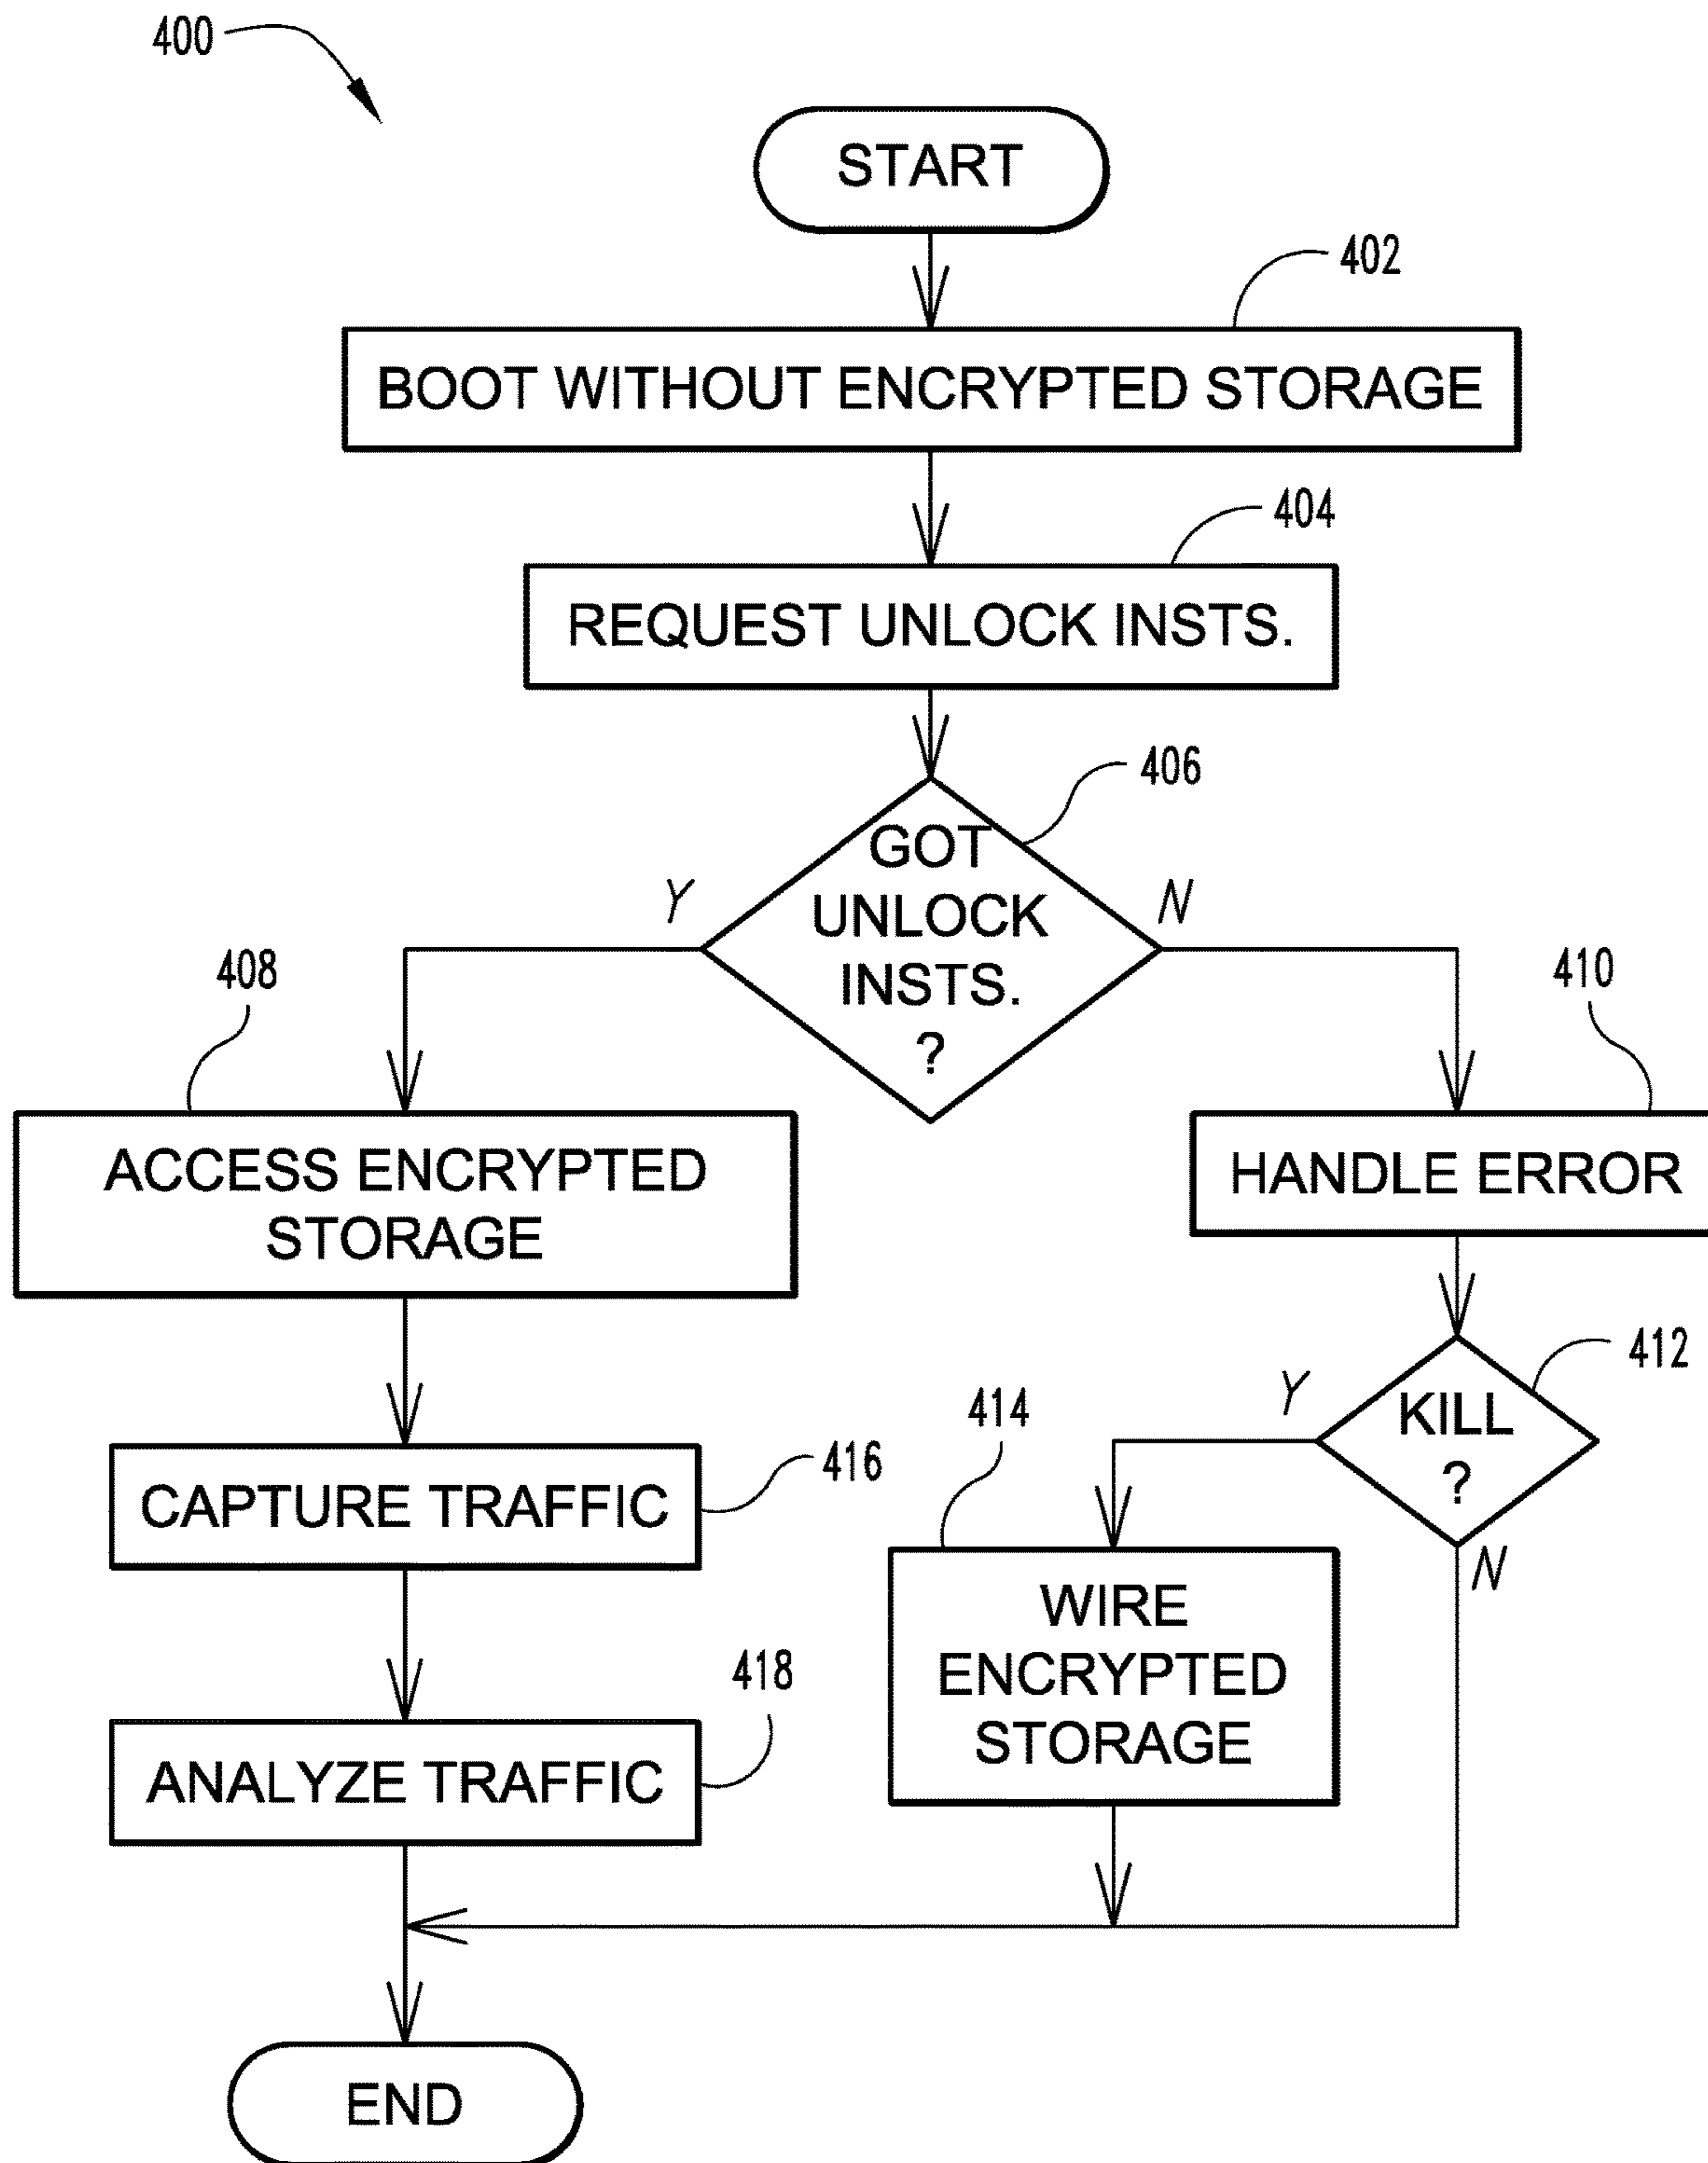 400
START
402
BOOT WITHOUT ENCRYPTED STORAGE
404
REQUEST UNLOCK INSTS.
406
GOT
UNLOCK
INSTS.
?
Y
N
408
410
ACCESS ENCRYPTED
STORAGE
HANDLE ERROR
412
KILL
?
Y
N
414
WIRE
ENCRYPTED
STORAGE
416
CAPTURE TRAFFIC
418
ANALYZE TRAFFIC
END